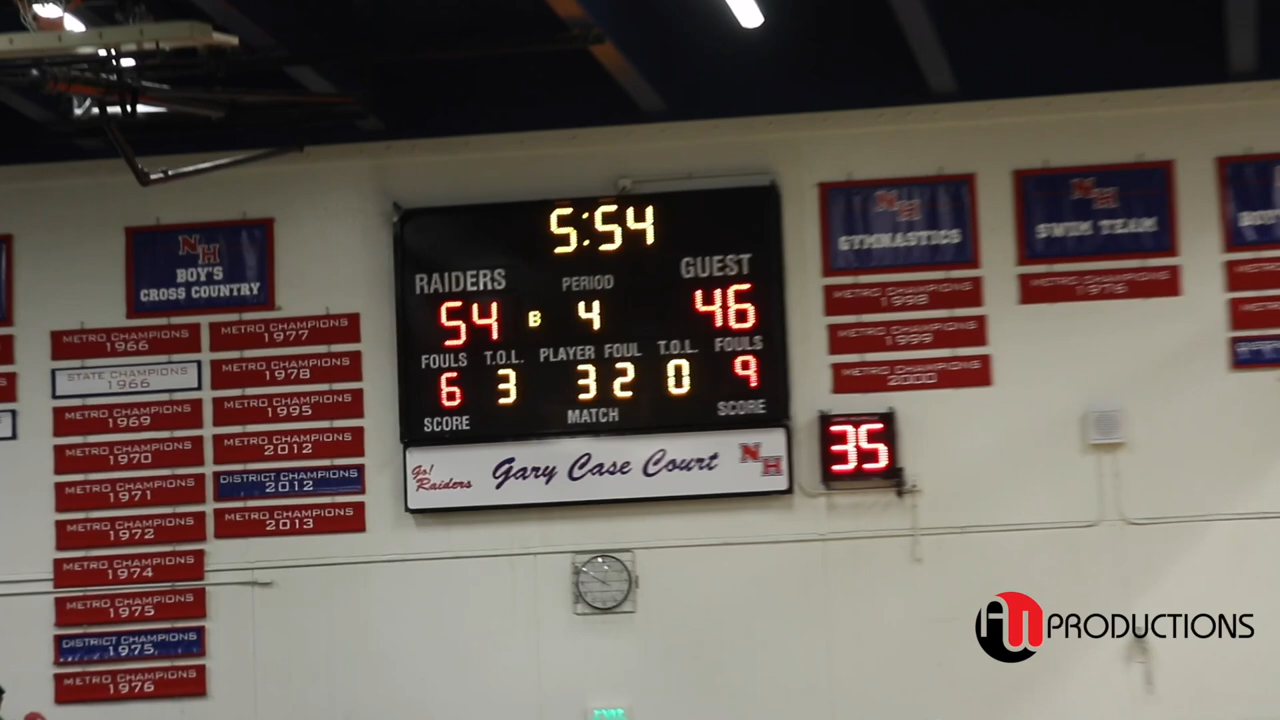 NH
BOY'S
CROSS COUNTRY
METRO CHAMPIONS
1966
STATE CHAMPIONS
1966
METRO CHAMPIONS
1969
METRO CHAMPIONS
1970
METRO CHAMPIONS
1971
METRO CHAMPIONS
1972
METRO CHAMPIONS
1974
METRO CHAMPIONS
1975
DISTRICT CHAMPIONS
1975
METRO CHAMPIONS
1976
METRO CHAMPIONS
1977
METRO CHAMPIONS
1978
METRO CHAMPIONS
1995
METRO CHAMPIONS
2012
DISTRICT CHAMPIONS
2012
METRO CHAMPIONS
2013
5:54
RAIDERS PERIOD GUEST
54 B 4 46
FOULS T.O.L. PLAYER FOUL T.O.L. FOULS
6 3 32 0 9
SCORE MATCH SCORE
Go!
Raiders
Gary Case Court
NH
NH
GYMNASTICS
METRO CHAMPIONS
1998
METRO CHAMPIONS
1999
METRO CHAMPIONS
2000
35
NH
SWIM TEAM
METRO CHAMPIONS
1976
PRODUCTIONS